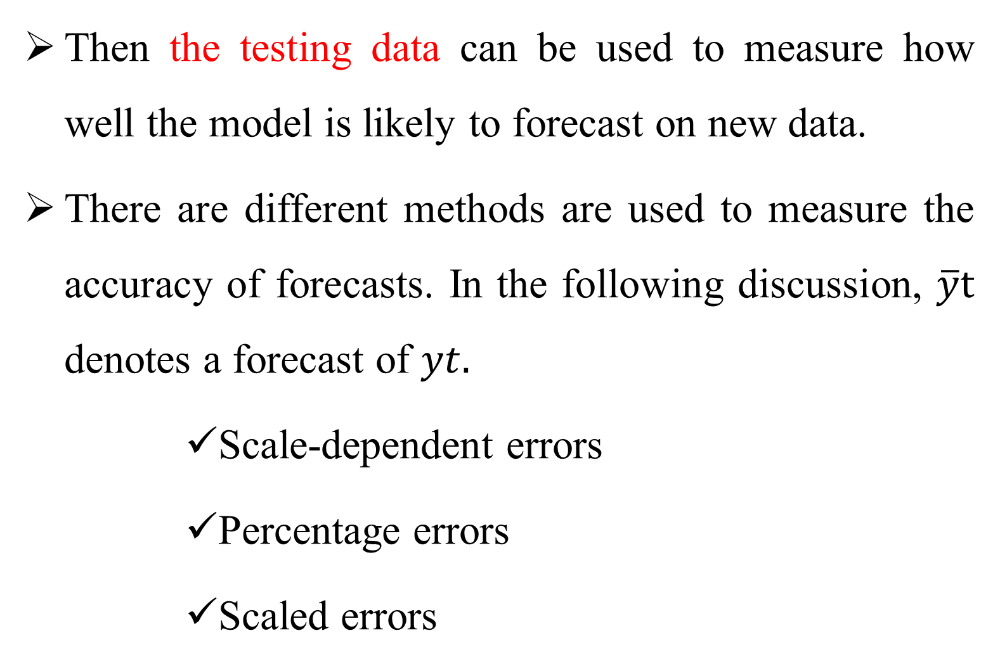 ➢ Then the testing data can be used to measure how
well the model is likely to forecast on new data.
➢ There are different methods are used to measure the
accuracy of forecasts. In the following discussion, y̅t
denotes a forecast of yt.
✓Scale-dependent errors
✓Percentage errors
✓Scaled errors